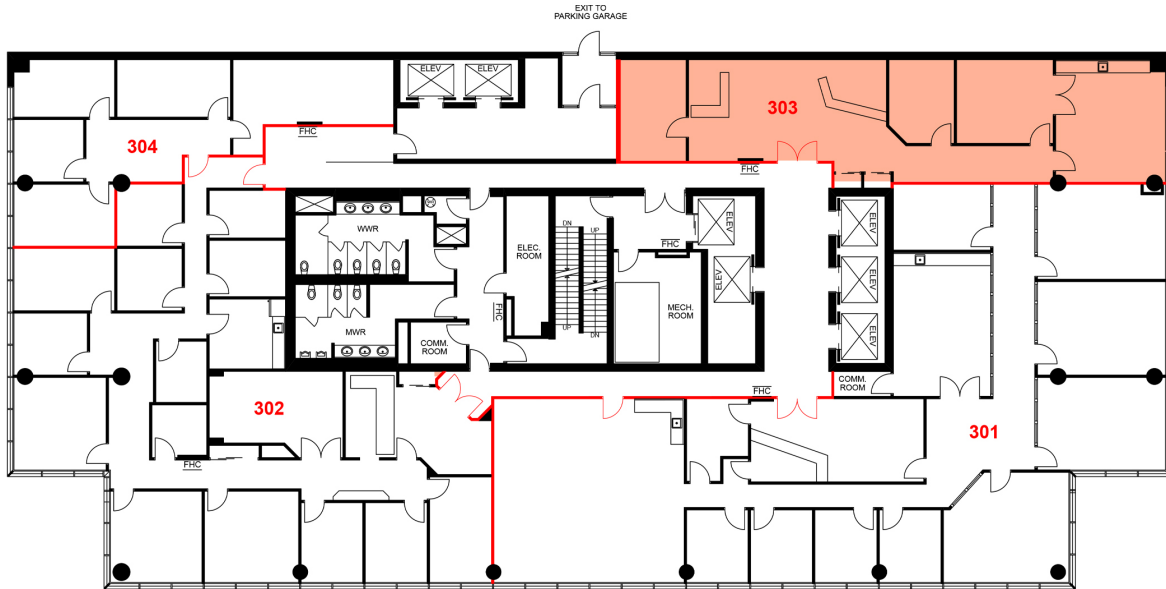 EXIT TO
PARKING GARAGE
ELEV
ELEV
303
304
FHC
FHC
WWR
ELEC.
ROOM
DN
UP
FHC
ELEV
ELEV
ELEV
ELEV
ELEV
MECH.
ROOM
FHC
UP
DN
MWR
COMM.
ROOM
COMM.
ROOM
FHC
302
301
FHC